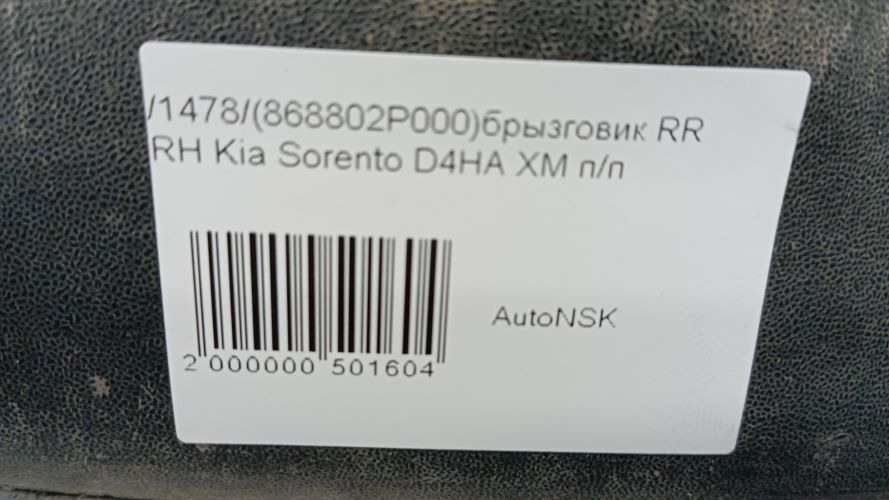 /1478/(868802P000)брызговик RR
RH Kia Sorento D4HA XM п/п
AutoNSK
2 000000 501604